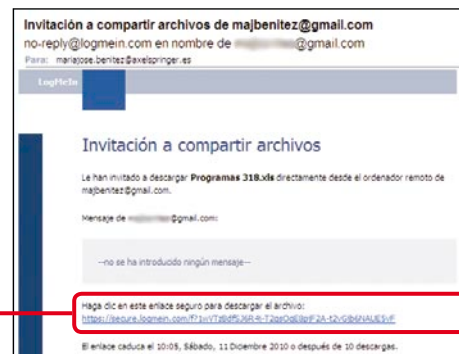 Invitación a compartir archivos de majbenitez@gmail.com
no-reply@logmein.com en nombre de @gmail.com
Para: mariajose.benitez@axelspringer.es
LogMeIn
Invitación a compartir archivos
Le han invitado a descargar Programas 318.xls directamente desde el ordenador remoto de
majbenitez@gmail.com.
Mensaje de @gmail.com:
--no se ha introducido ningún mensaje--
Haga clic en este enlace seguro para descargar el archivo:
El enlace caduca el 10:05, Sábado, 11 Diciembre 2010 o después de 10 descargas.